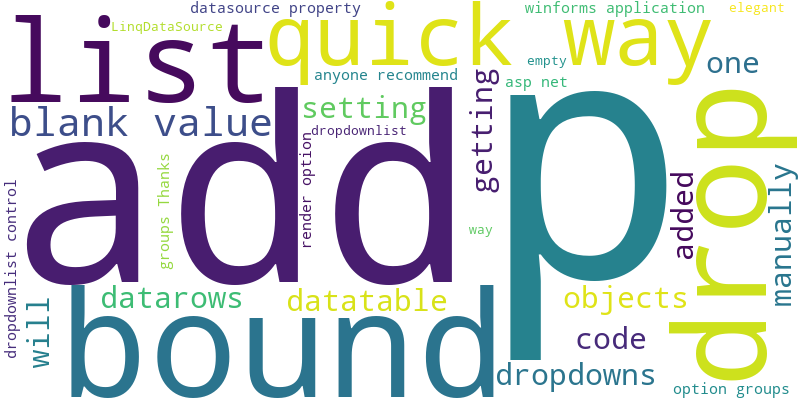 datasource property
winforms application
elegant
LinqDataSource
list
quick way
anyone recommend
empty
one
asp net
blank value
setting
dropdownlist
getting
add
p
drop
render option
groups Thanks
added
manually
way
dropdownlist control
will
datarows
datatable
objects
bound
code
dropdowns
option groups